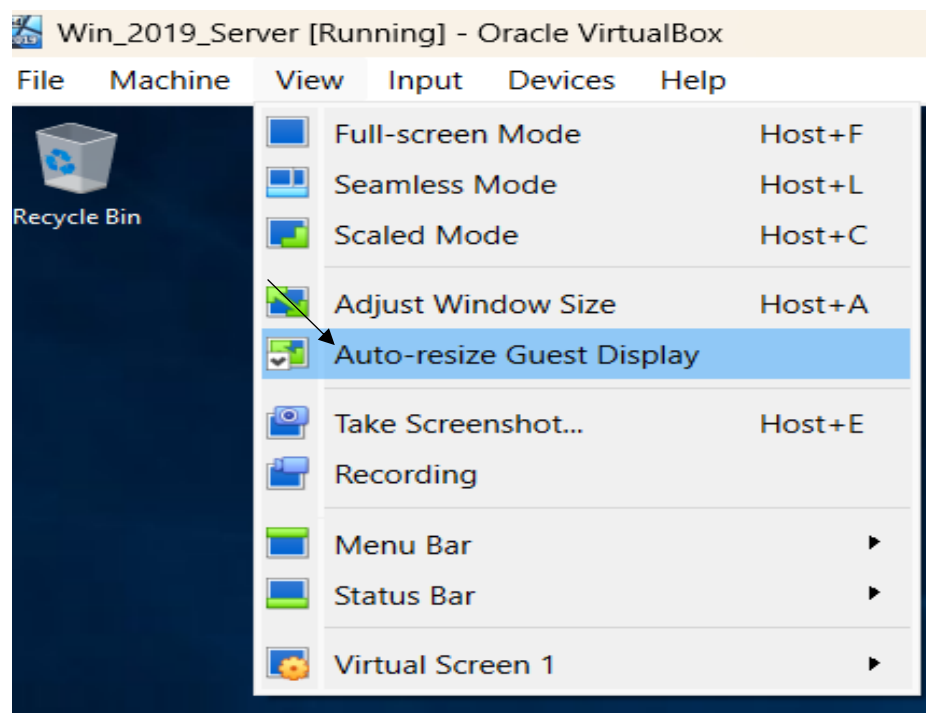 Win_2019_Server [Running] - Oracle VirtualBox
File Machine View Input Devices Help
Recycle Bin
Full-screen Mode Host+F
Seamless Mode Host+L
Scaled Mode Host+C
Adjust Window Size Host+A
Auto-resize Guest Display
Take Screenshot... Host+E
Recording
Menu Bar
Status Bar
Virtual Screen 1